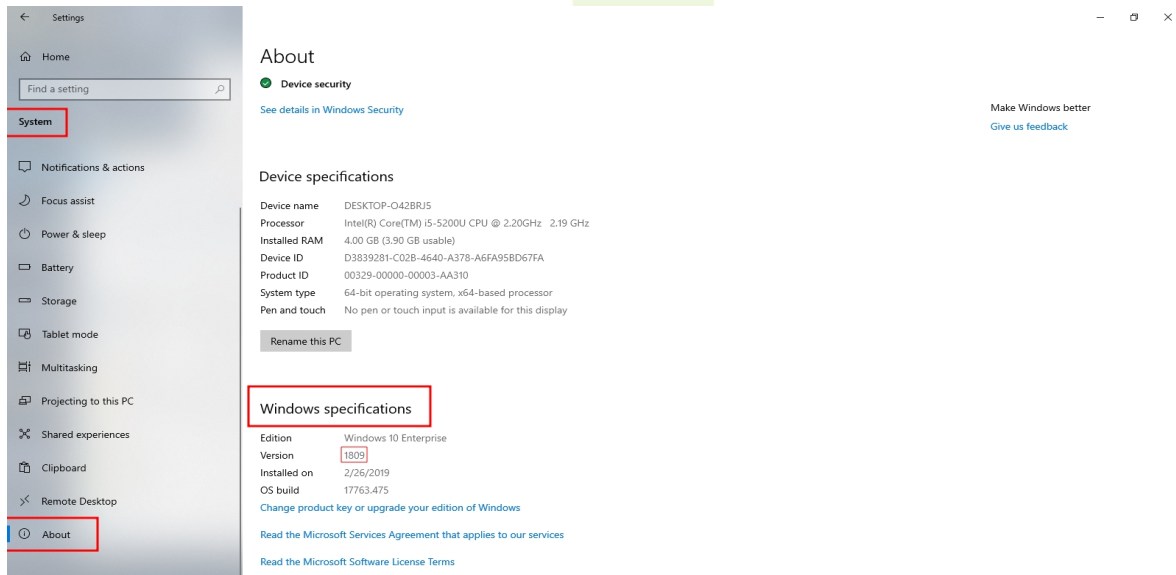 Settings
Home
Find a setting
System
Notifications & actions
Focus assist
Power & sleep
Battery
Storage
Tablet mode
Multitasking
Projecting to this PC
Shared experiences
Clipboard
Remote Desktop
About
About
Device security
See details in Windows Security
Device specifications
Device name DESKTOP-O42BRJ5
Processor Intel(R) Core(TM) i5-5200U CPU @ 2.20GHz 2.19 GHz
Installed RAM 4.00 GB (3.90 GB usable)
Device ID D3839281-C02B-4640-A378-A6FA95BD67FA
Product ID 00329-00000-00003-AA310
System type 64-bit operating system, x64-based processor
Pen and touch No pen or touch input is available for this display
Rename this PC
Windows specifications
Edition Windows 10 Enterprise
Version 1809
Installed on 2/26/2019
OS build 17763.475
Change product key or upgrade your edition of Windows
Read the Microsoft Services Agreement that applies to our services
Read the Microsoft Software License Terms
Make Windows better
Give us feedback